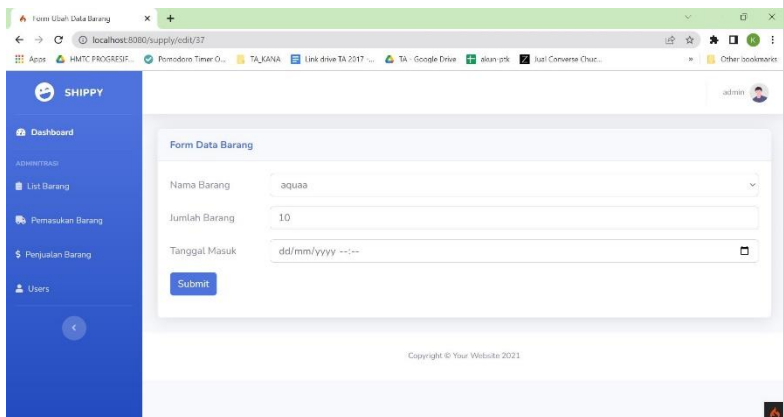 Form Ubah Data Barang
localhost:8080/supply/edit/37
Apps HMTC PROGRESIF... Pomodoro Timer O... TA_KANA Link drive TA 2017 -... TA - Google Drive akun-ptk Jual Converse Chuc... » Other bookmarks
SHIPPY
admin
Dashboard
Form Data Barang
ADMINITRASI
List Barang
Nama Barang aquaa
Pemasukan Barang
Jumlah Barang 10
Penjualan Barang
Tanggal Masuk dd/mm/yyyy --:--
Submit
Users
Copyright © Your Website 2021